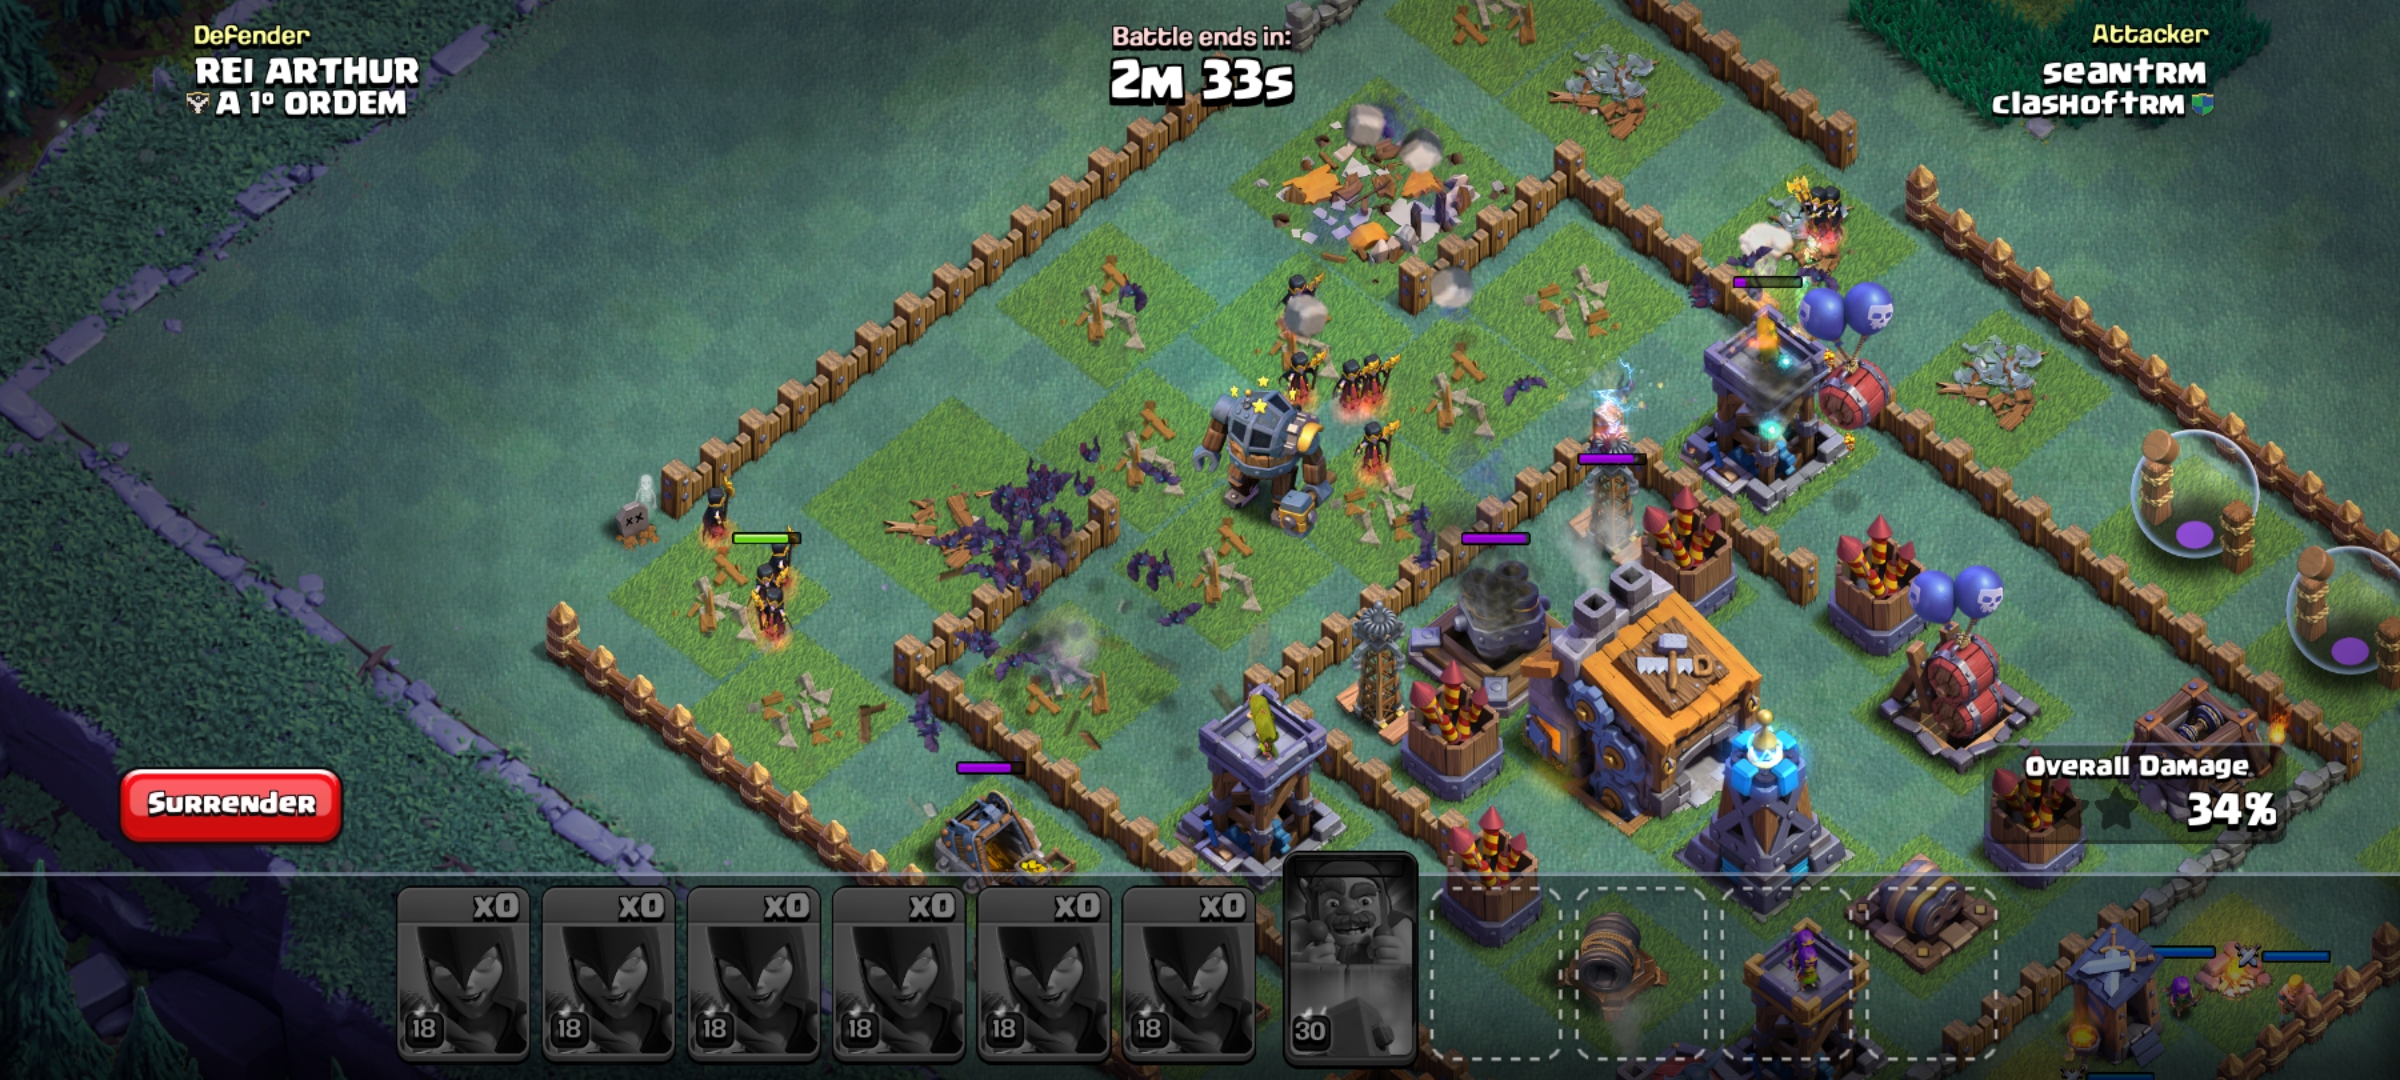 Defender
REI ARTHUR
A 1º ORDEM
Battle ends in:
2M 33s
Attacker
seantrm
clashoftrm
Surrender
Overall Damage
34%
x0
x0
x0
x0
x0
x0
18
18
18
18
18
18
30